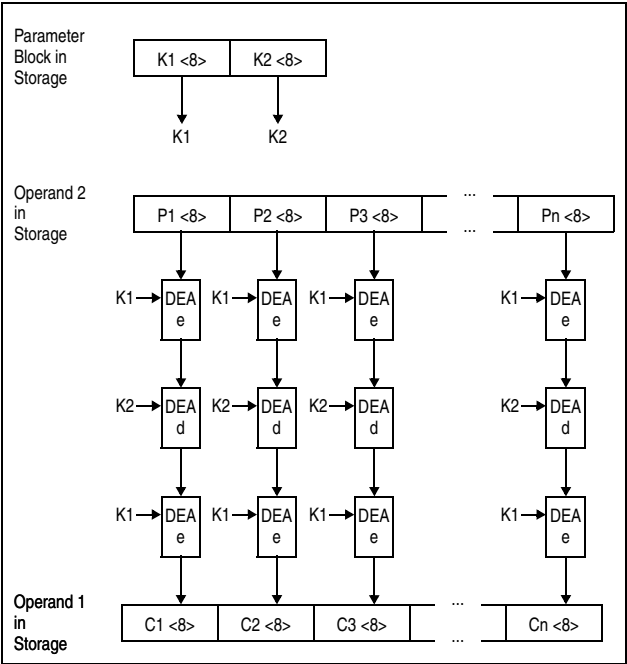 Parameter
Block in
Storage
K1 <8> K2 <8>
K1 K2
Operand 2
in
Storage
...
P1 <8> P2 <8> P3 <8> Pn <8>
...
K1 DEA K1 DEA K1 DEA K1 DEA
e e e e
K2 DEA K2 DEA K2 DEA K2 DEA
d d d d
K1 DEA K1 DEA K1 DEA K1 DEA
e e e e
Operand 1
in
Storage
...
C1 <8> C2 <8> C3 <8> Cn <8>
...